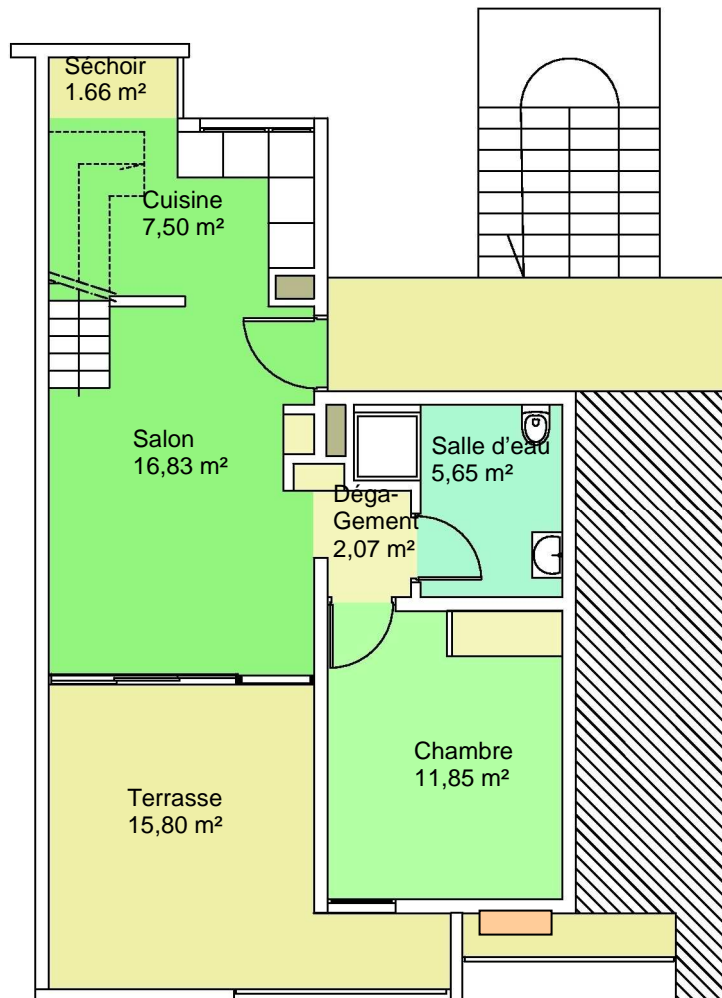 Séchoir
1.66 m²
Cuisine
7,50 m²
Salon
16,83 m²
Salle d'eau
5,65 m²
Déga-
Gement
2,07 m²
Chambre
11,85 m²
Terrasse
15,80 m²